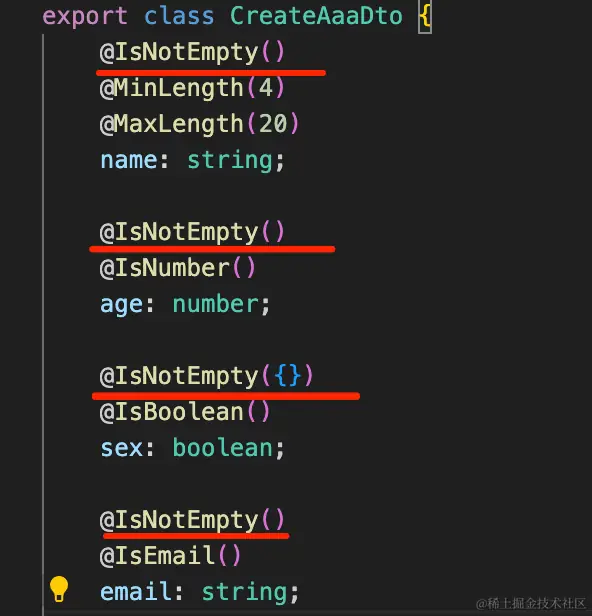 export class CreateAaaDto {
@IsNotEmpty()
@MinLength(4)
@MaxLength(20)
name: string;
@IsNotEmpty()
@IsNumber()
age: number;
@IsNotEmpty({})
@IsBoolean()
sex: boolean;
@IsNotEmpty()
@IsEmail()
email: string;
@稀土掘金技术社区